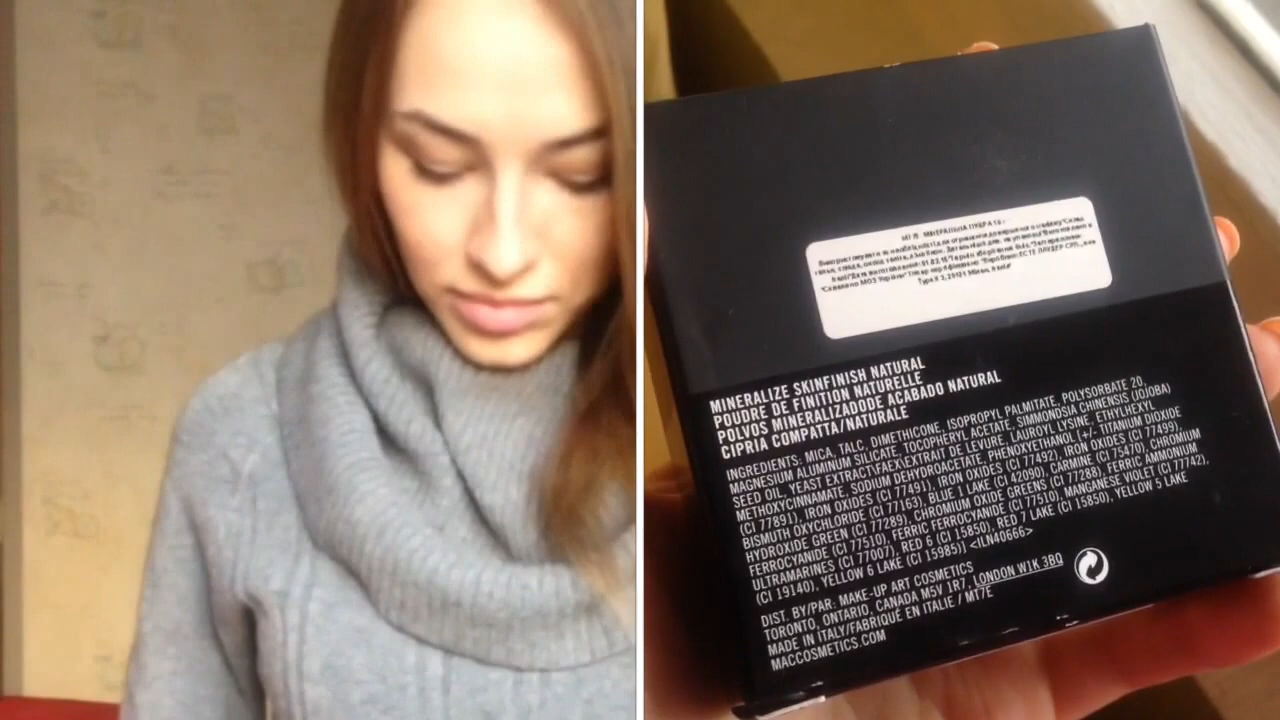 МІНЕРАЛЬНА ПУДРА
MINERALIZE SKINFINISH NATURAL
POUDRE DE FINITION NATURELLE
POLVOS MINERALIZADODE ACABADO NATURAL
CIPRIA COMPATTA/NATURALE
INGREDIENTS: MICA, TALC, DIMETHICONE, ISOPROPYL PALMITATE, POLYSORBATE 20,
MAGNESIUM ALUMINUM SILICATE, TOCOPHERYL ACETATE, SIMMONDSIA CHINENSIS (JOJOBA)
SEED OIL, YEAST EXTRACT\FAEX\EXTRAIT DE LEVURE, LAUROYL LYSINE, ETHYLHEXYL
METHOXYCINNAMATE, SODIUM DEHYDROACETATE, PHENOXYETHANOL [+/- TITANIUM DIOXIDE
(CI 77891), IRON OXIDES (CI 77491), IRON OXIDES (CI 77492), IRON OXIDES (CI 77499),
BISMUTH OXYCHLORIDE (CI 77163), BLUE 1 LAKE (CI 42090), CARMINE (CI 75470), CHROMIUM
HYDROXIDE GREEN (CI 77289), CHROMIUM OXIDE GREENS (CI 77288), FERRIC AMMONIUM
FERROCYANIDE (CI 77510), FERRIC FERROCYANIDE (CI 77510), MANGANESE VIOLET (CI 77742),
ULTRAMARINES (CI 77007), RED 6 (CI 15850), RED 7 LAKE (CI 15850), YELLOW 5 LAKE
(CI 19140), YELLOW 6 LAKE (CI 15985)] <ILN40666>
DIST. BY/PAR: MAKE-UP ART COSMETICS
TORONTO, ONTARIO, CANADA M5V 1R7, LONDON W1K 3BQ
MADE IN ITALY/FABRIQUÉ EN ITALIE / MT7E
MACCOSMETICS.COM